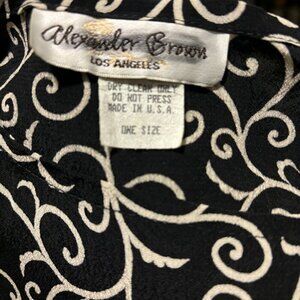 Alexander Brown
LOS ANGELES
DRY CLEAN ONLY
DO NOT PRESS
MADE IN U.S.A.
ONE SIZE